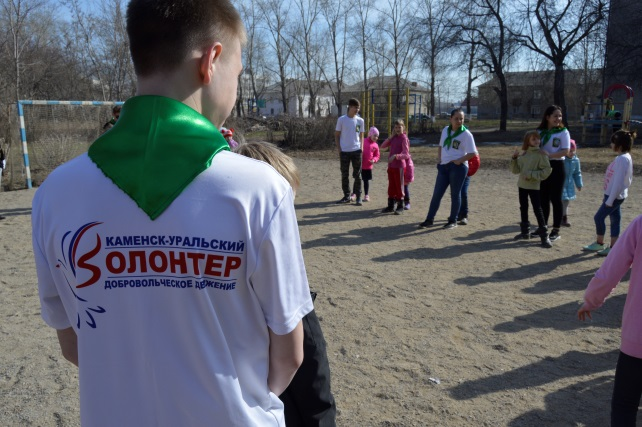 КАМЕНСК-УРАЛЬСКИЙ
ВОЛОНТЕР
ДОБРОВОЛЬЧЕСКОЕ ДВИЖЕНИЕ